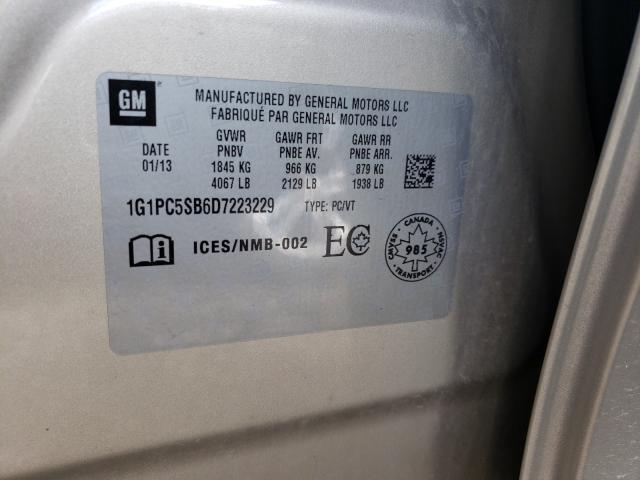 GM
MANUFACTURED BY GENERAL MOTORS LLC
FABRIQUÉ PAR GENERAL MOTORS LLC
GVWR GAWR FRT GAWR RR
DATE PNBV PNBE AV. PNBE ARR.
01/13 1845 KG 966 KG 879 KG
4067 LB 2129 LB 1938 LB
1G1PC5SB6D7223229 TYPE: PC/VT
ICES/NMB-002 EC
CANADA
CMVSS 985 NSVAC
TRANSPORT